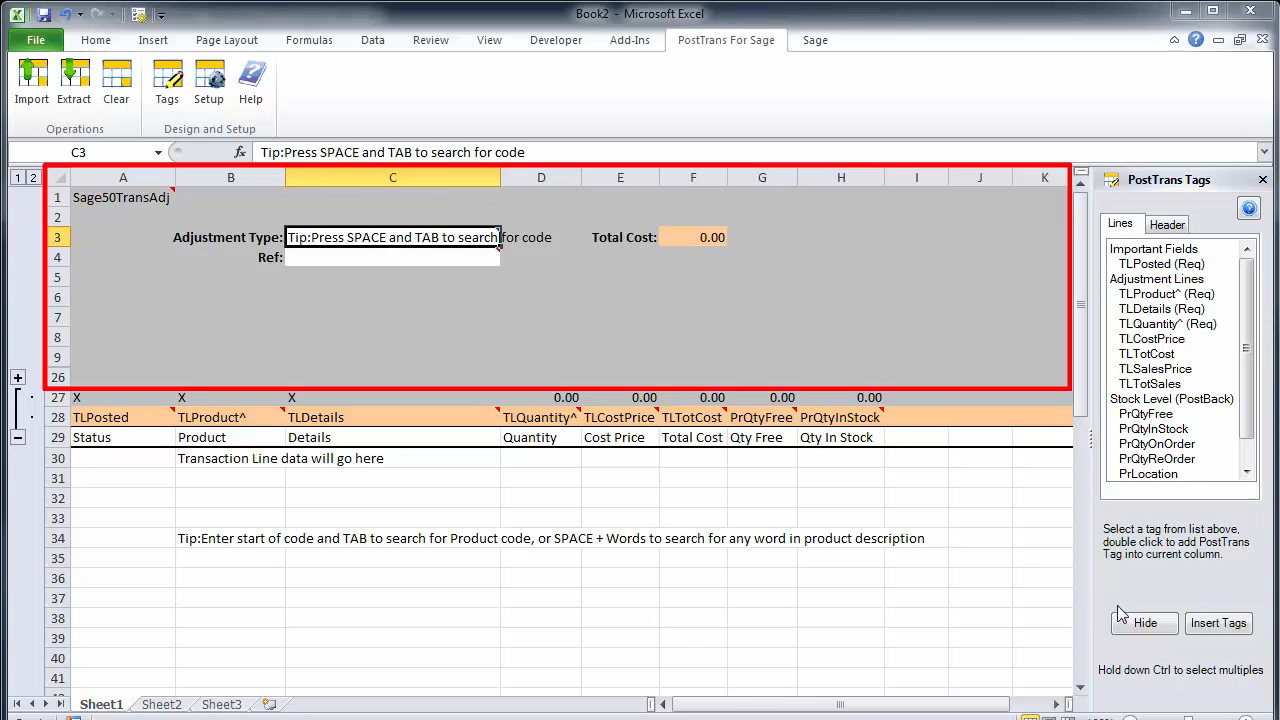 Book2 - Microsoft Excel
File Home Insert Page Layout Formulas Data Review View Developer Add-Ins PostTrans For Sage Sage
Import Extract Clear Tags Setup Help
Operations Design and Setup
C3 fx Tip:Press SPACE and TAB to search for code
1 2 A B C D E F G H I J K
1 Sage50TransAdj
2
3 Adjustment Type: Tip:Press SPACE and TAB to search for code Total Cost: 0.00
4 Ref:
5
6
7
8
9
26
27 X X X 0.00 0.00 0.00 0.00 0.00
28 TLPosted TLProduct^ TLDetails TLQuantity^ TLCostPrice TLTotCost PrQtyFree PrQtyInStock
29 Status Product Details Quantity Cost Price Total Cost Qty Free Qty In Stock
30 Transaction Line data will go here
31
32
33
34 Tip:Enter start of code and TAB to search for Product code, or SPACE + Words to search for any word in product description
35
36
37
38
39
40
41
Sheet1 Sheet2 Sheet3
PostTrans Tags
Lines Header
Important Fields
TLPosted (Req)
Adjustment Lines
TLProduct^ (Req)
TLDetails (Req)
TLQuantity^ (Req)
TLCostPrice
TLTotCost
TLSalesPrice
TLTotSales
Stock Level (PostBack)
PrQtyFree
PrQtyInStock
PrQtyOnOrder
PrQtyReOrder
PrLocation
Select a tag from list above,
double click to add PostTrans
Tag into current column.
Hide Insert Tags
Hold down Ctrl to select multiples